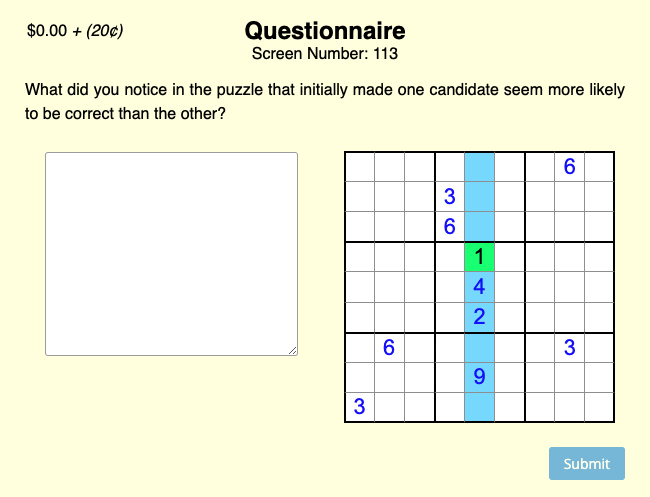 $0.00 + (20¢)
Questionnaire
Screen Number: 113
What did you notice in the puzzle that initially made one candidate seem more likely
to be correct than the other?
6
3
6
1
4
2
6 3
9
3
Submit